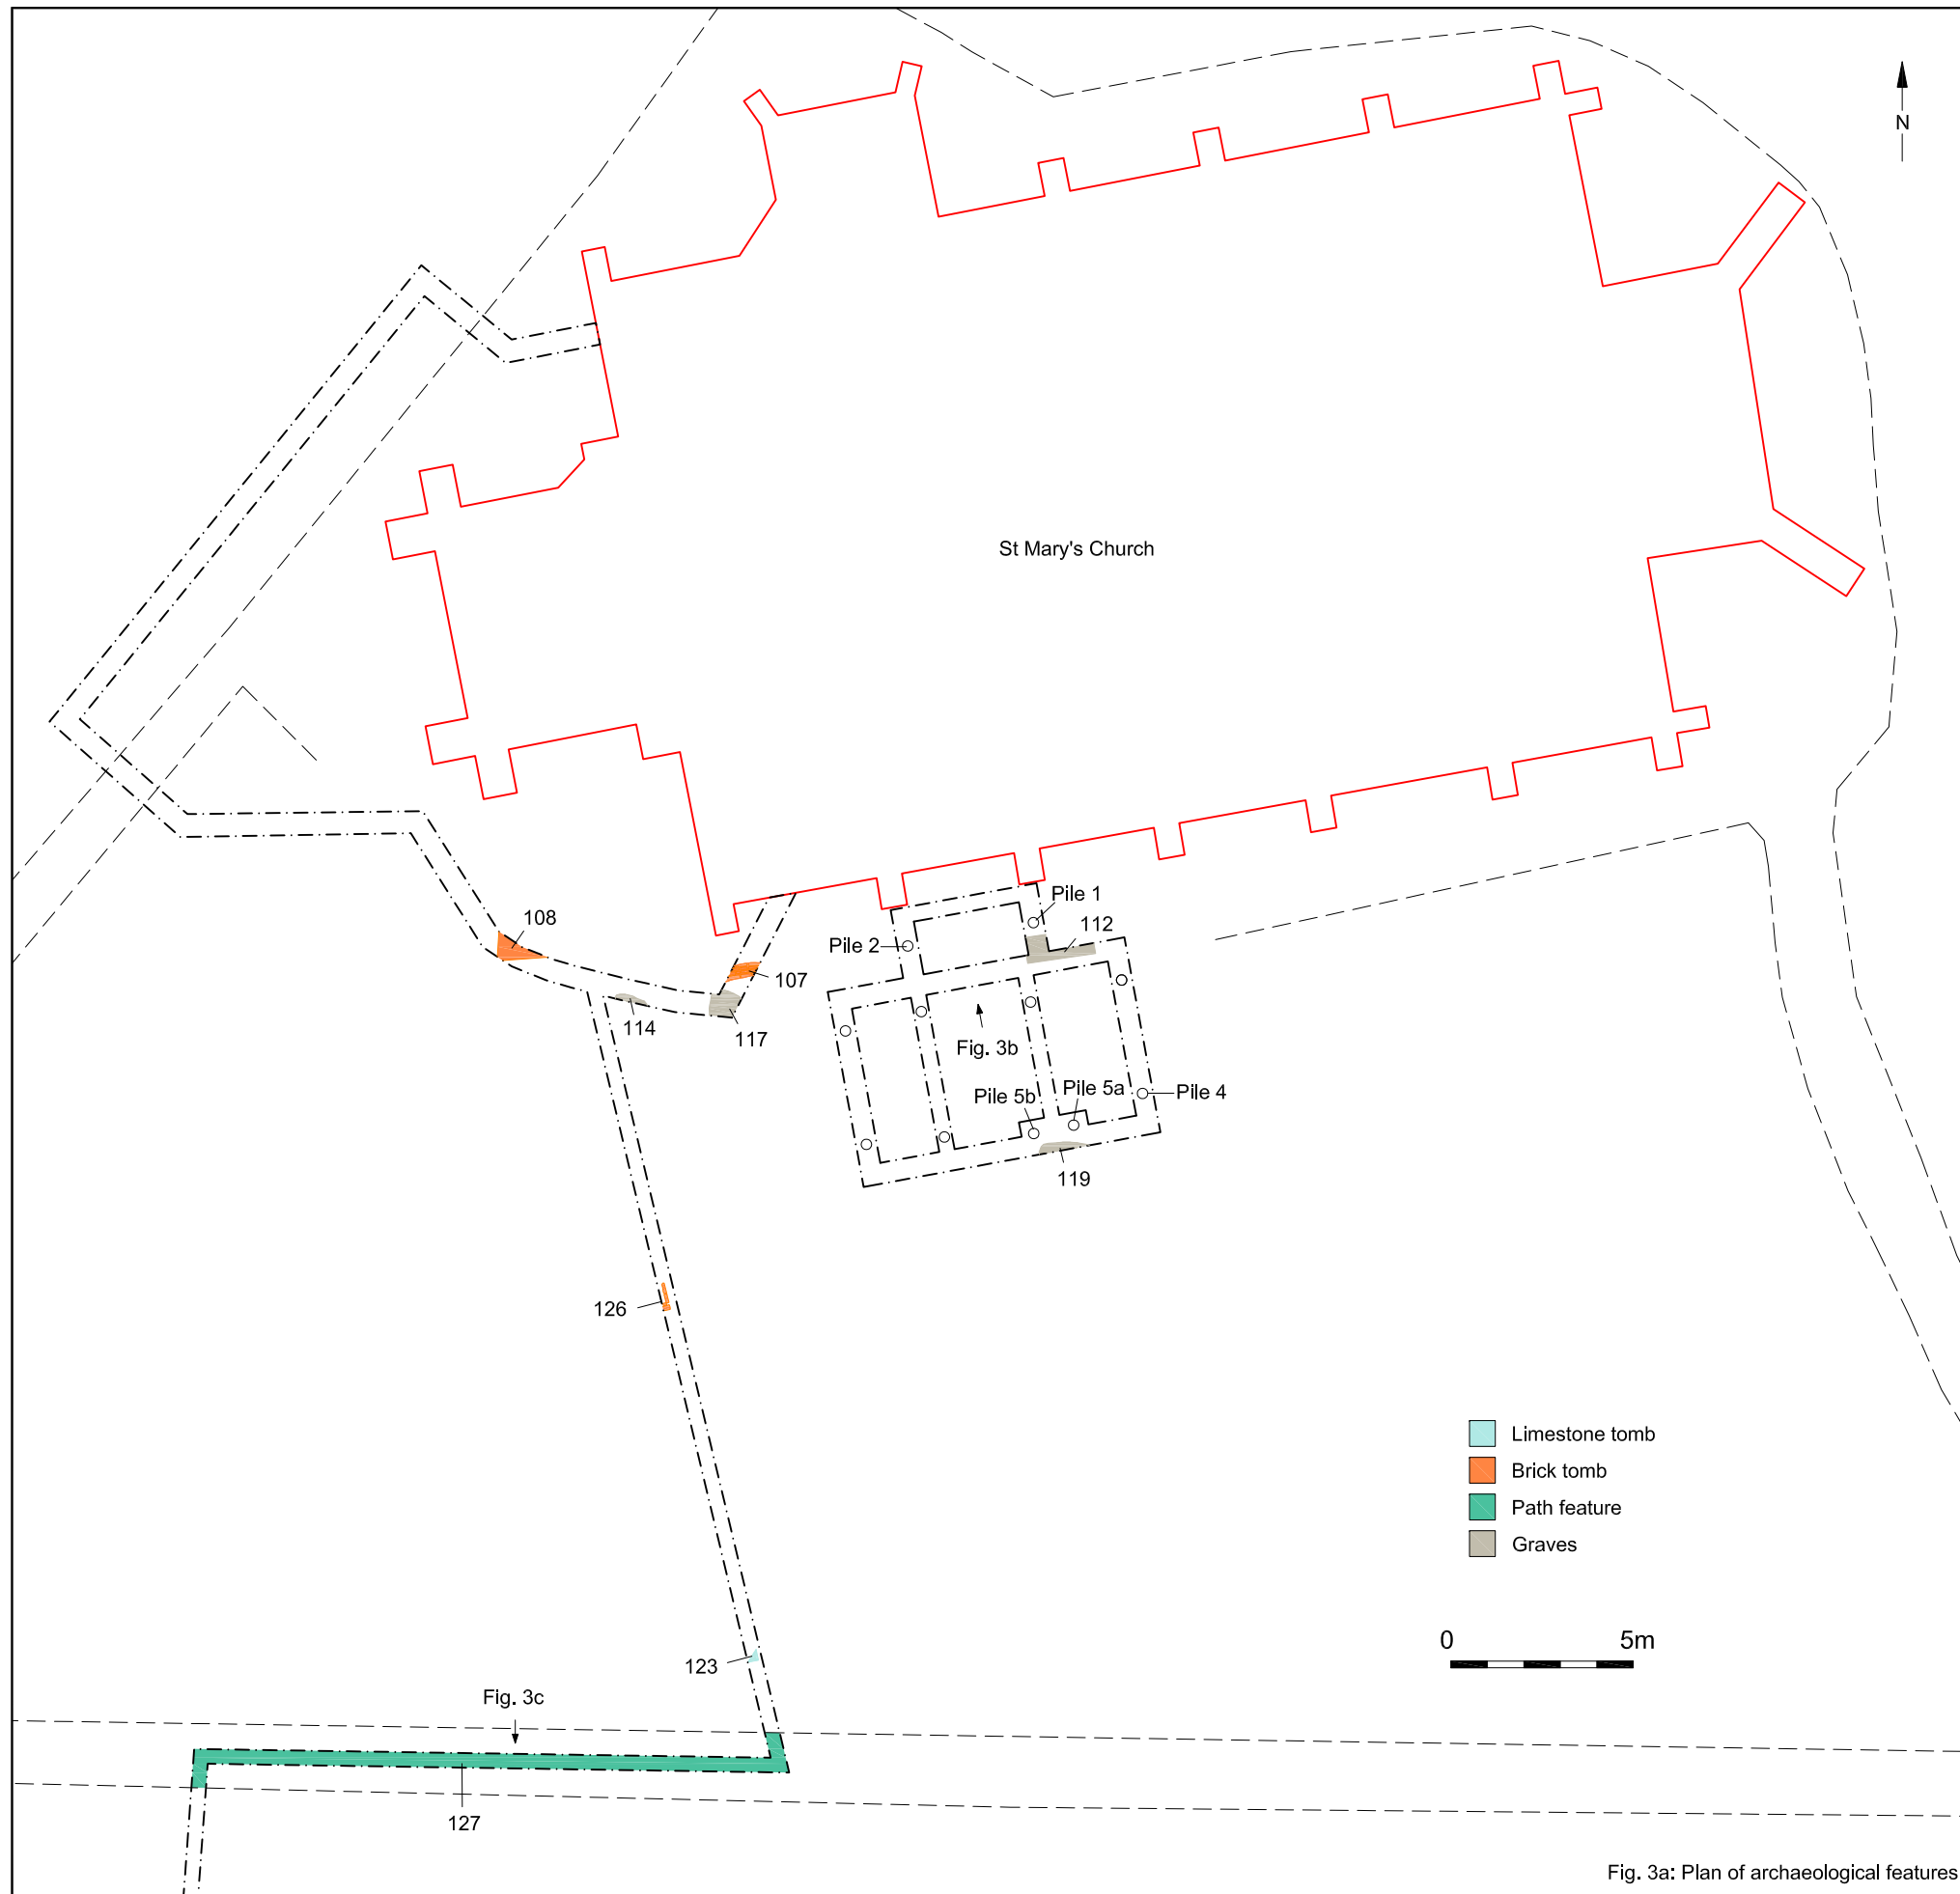 N
St Mary's Church
Pile 1
108
112
Pile 2
107
114
117
Fig. 3b
Pile 5b
Pile 5a
Pile 4
119
126
Limestone tomb
Brick tomb
Path feature
Graves
0 5m
123
Fig. 3c
127
Fig. 3a: Plan of archaeological features